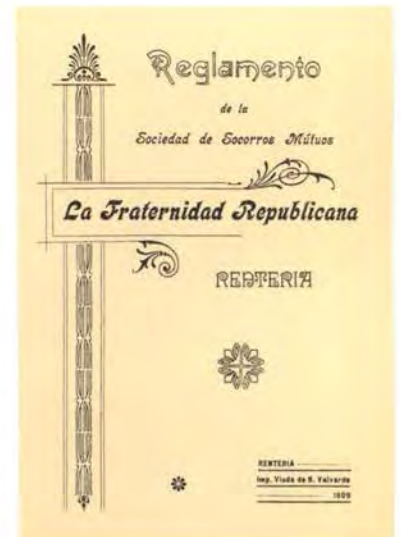 Reglamento
de la
Sociedad de Socorros Mútuos
La Fraternidad Republicana
RENTERIA
RENTERIA
Imp. Viuda de B. Valverde
1909